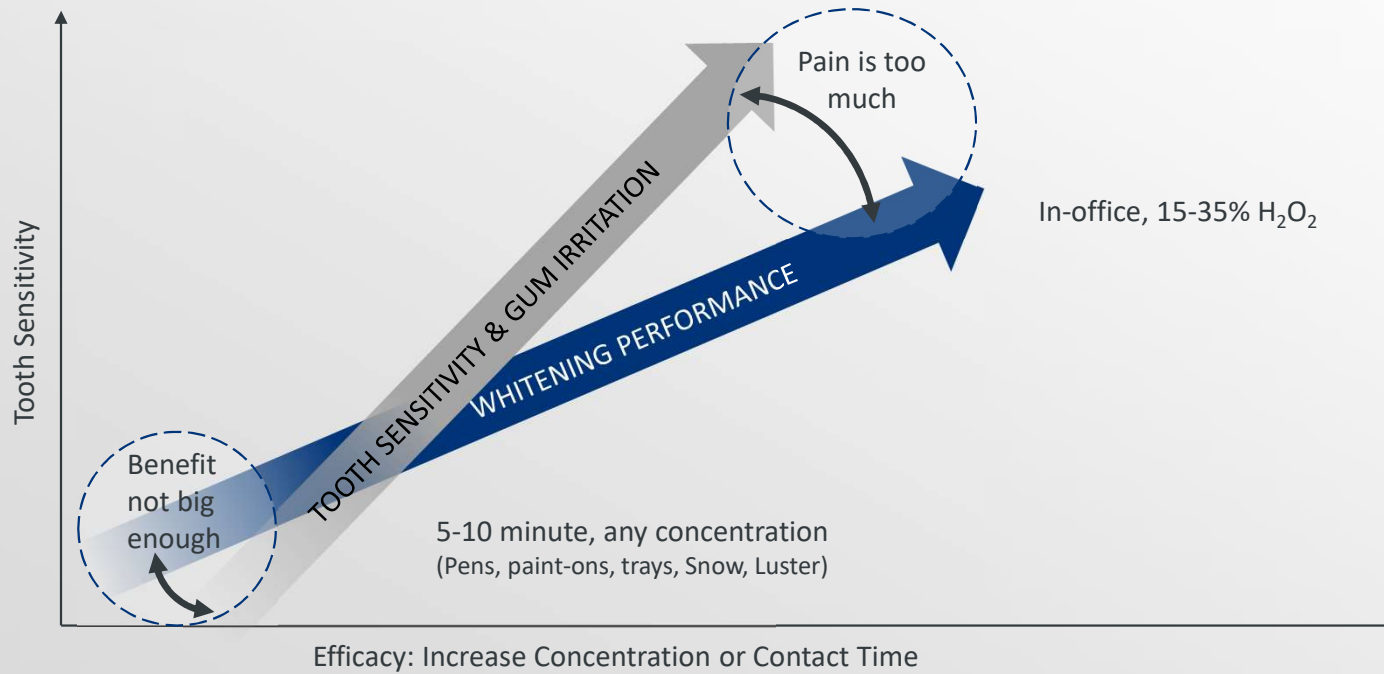 Pain is too
much
In-office, 15-35% H₂O₂
TOOTH SENSITIVITY & GUM IRRITATION
WHITENING PERFORMANCE
Tooth Sensitivity
Benefit
not big
enough
5-10 minute, any concentration
(Pens, paint-ons, trays, Snow, Luster)
Efficacy: Increase Concentration or Contact Time